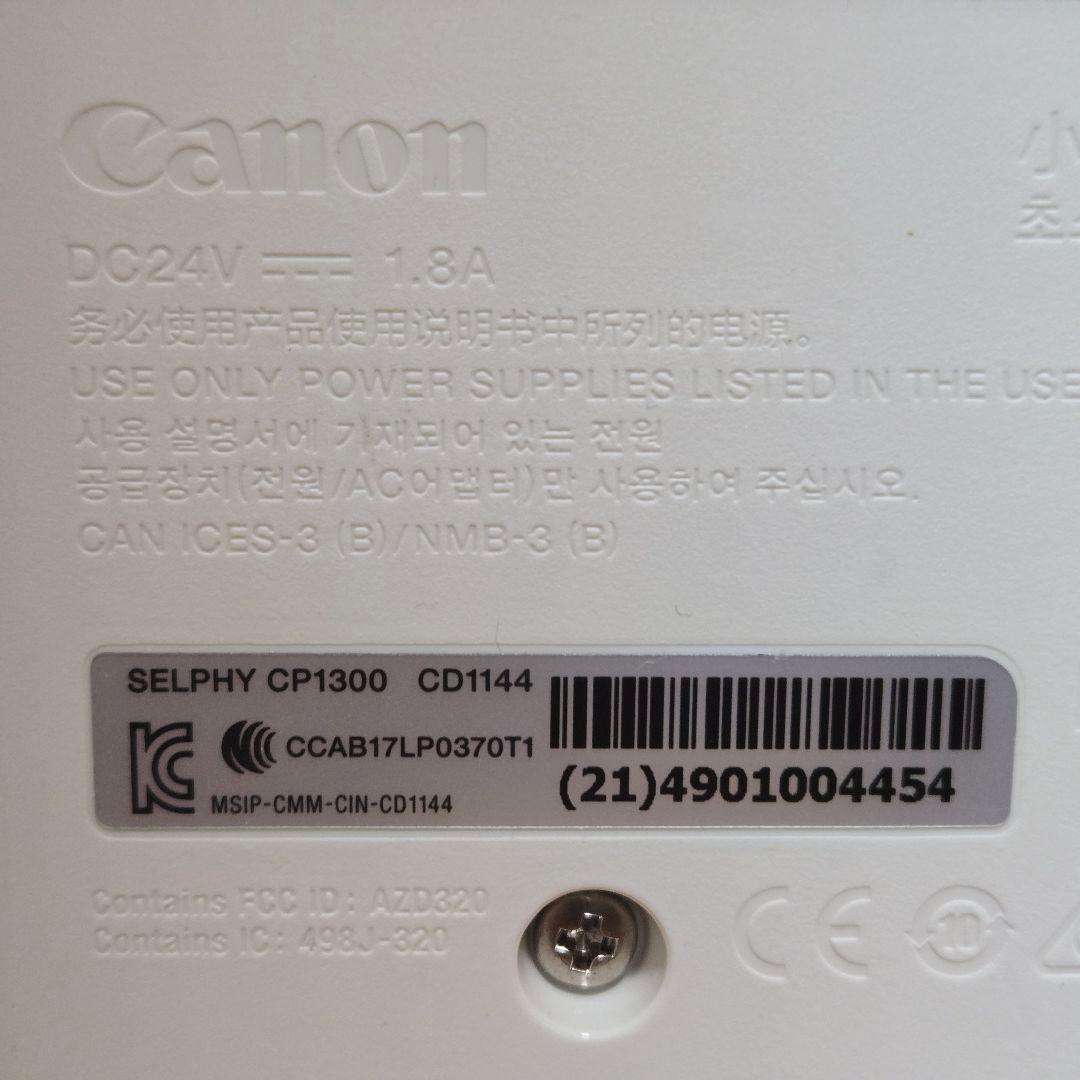 Canon
小
초소
DC24V 1.8A
务必使用产品使用说明书中所列的电源。
USE ONLY POWER SUPPLIES LISTED IN THE USE
사용 설명서에 기재되어 있는 전원
공급장치(전원/AC어댑터)만 사용하여 주십시오.
CAN ICES-3 (B)/NMB-3 (B)
SELPHY CP1300 CD1144
CCAB17LP0370T1
MSIP-CMM-CIN-CD1144
(21)4901004454
Contains FCC ID: AZD320
Contains IC: 498J-320
CE
10